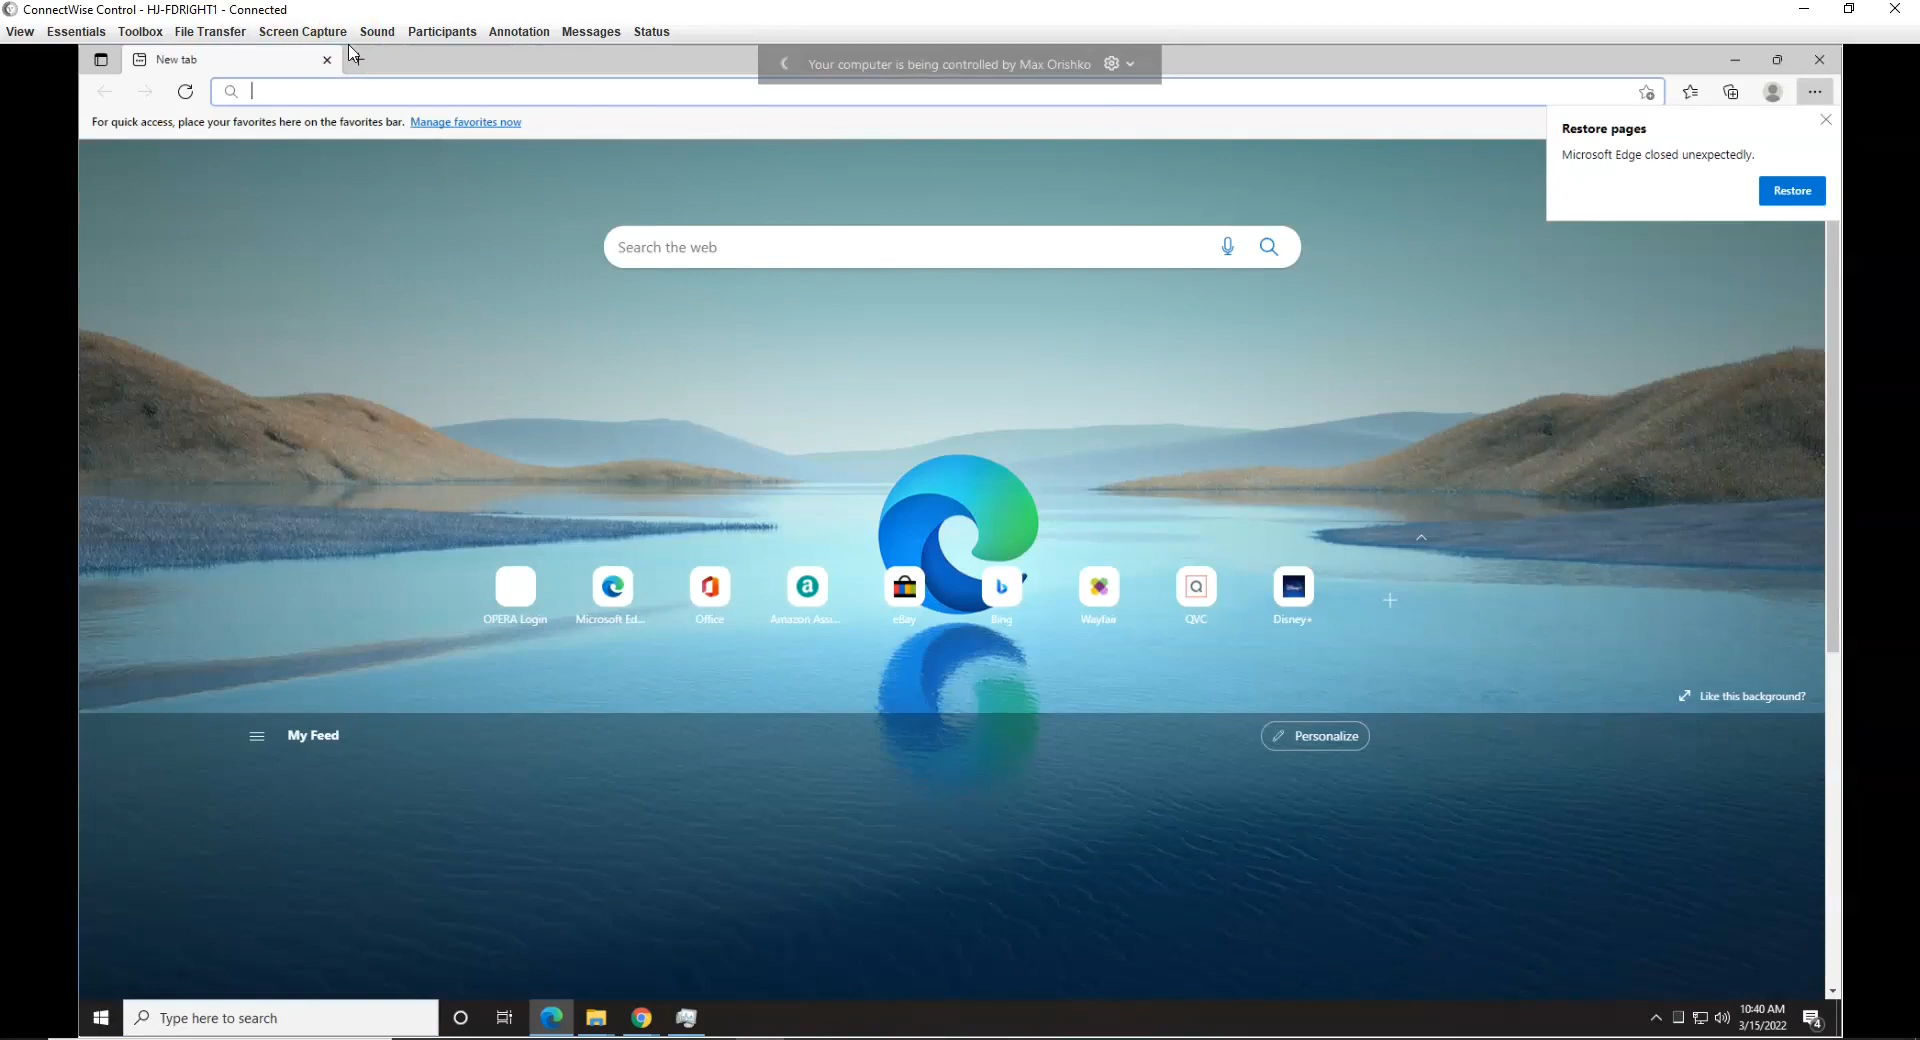 ConnectWise Control - HJ-FDRIGHT1 - Connected
View Essentials Toolbox File Transfer Screen Capture Sound Participants Annotation Messages Status
New tab
Your computer is being controlled by Max Orishko
For quick access, place your favorites here on the favorites bar. Manage favorites now
Restore pages
Microsoft Edge closed unexpectedly.
Restore
Search the web
OPERA Login Microsoft Ed... Office Amazon Assi... eBay Bing Wayfair QVC Disney+
Like this background?
My Feed
Personalize
Type here to search
10:40 AM
3/15/2022
4